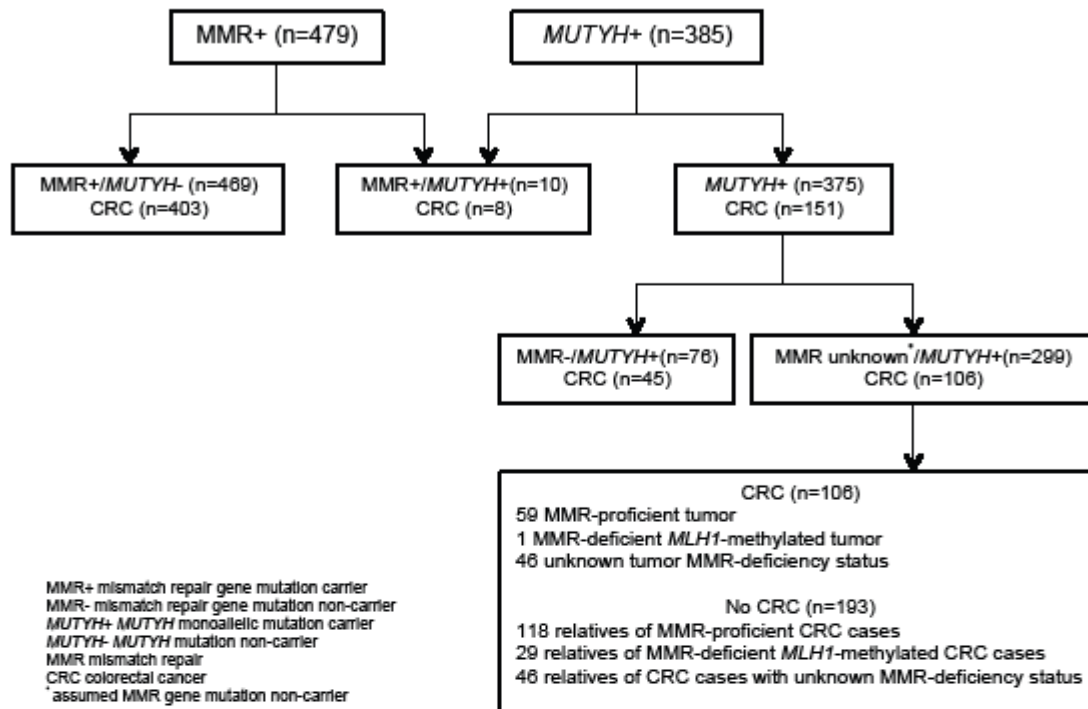 MMR+ (n=479)
MUTYH+ (n=385)
MMR+/MUTYH- (n=469)
CRC (n=403)
MMR+/MUTYH+(n=10)
CRC (n=8)
MUTYH+ (n=375)
CRC (n=151)
MMR-/MUTYH+(n=76)
CRC (n=45)
MMR unknown*/MUTYH+(n=299)
CRC (n=106)
CRC (n=106)
59 MMR-proficient tumor
1 MMR-deficient MLH1-methylated tumor
46 unknown tumor MMR-deficiency status
No CRC (n=193)
118 relatives of MMR-proficient CRC cases
29 relatives of MMR-deficient MLH1-methylated CRC cases
46 relatives of CRC cases with unknown MMR-deficiency status
MMR+ mismatch repair gene mutation carrier
MMR- mismatch repair gene mutation non-carrier
MUTYH+ MUTYH monoallelic mutation carrier
MUTYH- MUTYH mutation non-carrier
MMR mismatch repair
CRC colorectal cancer
*assumed MMR gene mutation non-carrier